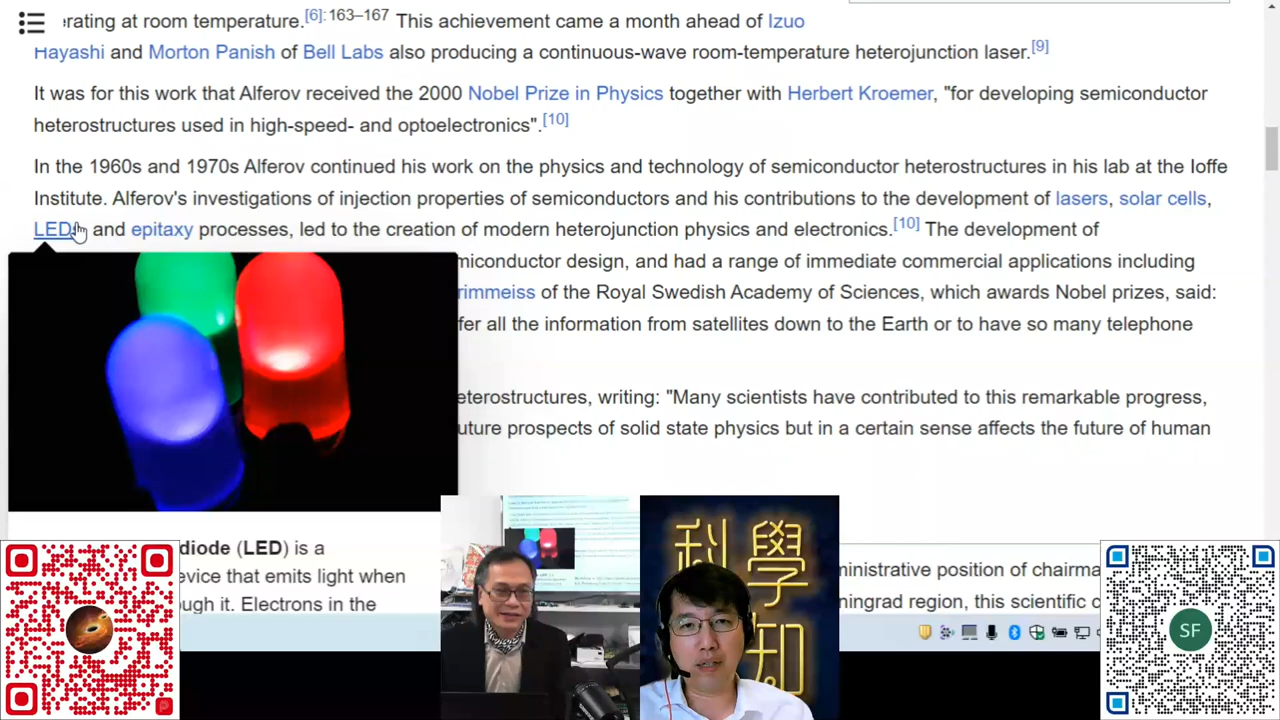 erating at room temperature.[6]: 163–167 This achievement came a month ahead of Izuo
Hayashi and Morton Panish of Bell Labs also producing a continuous-wave room-temperature heterojunction laser.[9]
It was for this work that Alferov received the 2000 Nobel Prize in Physics together with Herbert Kroemer, "for developing semiconductor
heterostructures used in high-speed- and optoelectronics".[10]
In the 1960s and 1970s Alferov continued his work on the physics and technology of semiconductor heterostructures in his lab at the Ioffe
Institute. Alferov's investigations of injection properties of semiconductors and his contributions to the development of lasers, solar cells,
LEDs and epitaxy processes, led to the creation of modern heterojunction physics and electronics.[10] The development of
miconductor design, and had a range of immediate commercial applications including
rimmeiss of the Royal Swedish Academy of Sciences, which awards Nobel prizes, said:
fer all the information from satellites down to the Earth or to have so many telephone
eterostructures, writing: "Many scientists have contributed to this remarkable progress,
uture prospects of solid state physics but in a certain sense affects the future of human
diode (LED) is a
evice that emits light when
ough it. Electrons in the
科學
知
ministrative position of chairma
ningrad region, this scientific c
SF